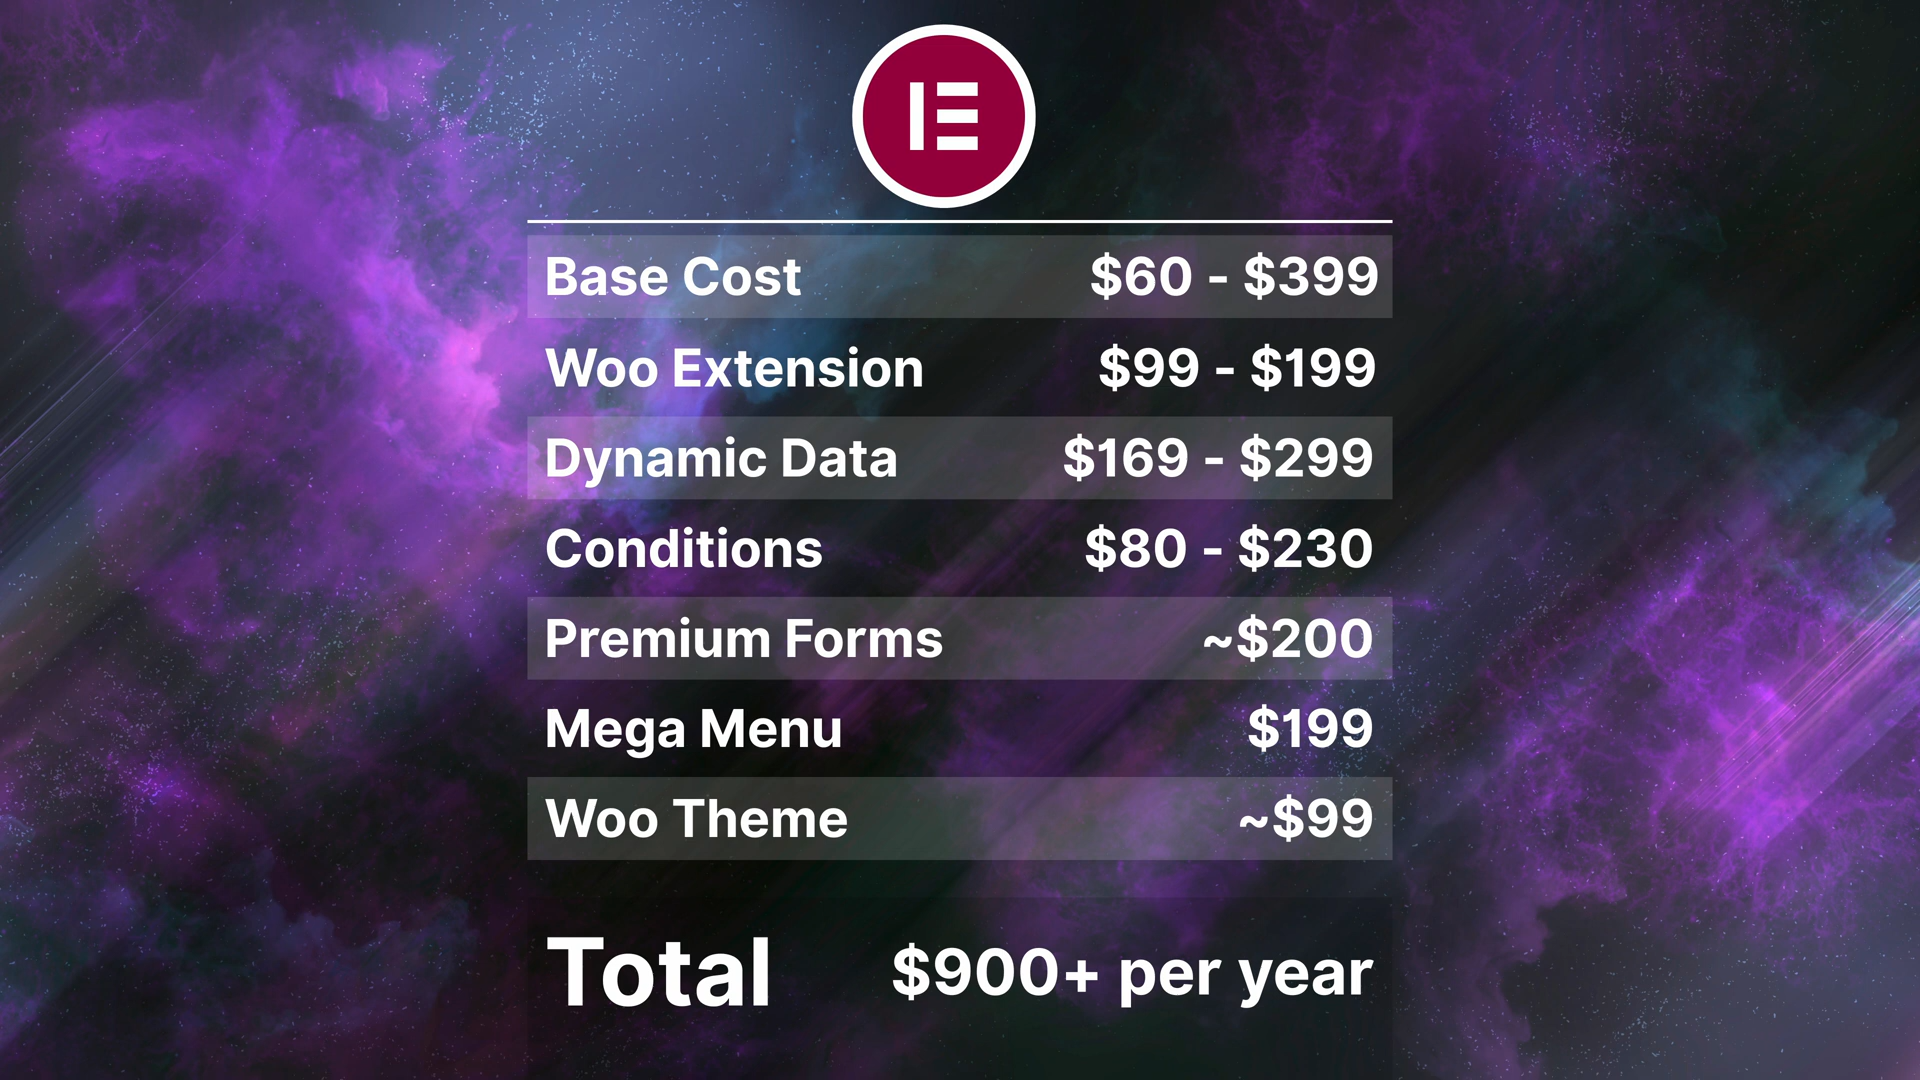 Base Cost $60 - $399
Woo Extension $99 - $199
Dynamic Data $169 - $299
Conditions $80 - $230
Premium Forms ~$200
Mega Menu $199
Woo Theme ~$99
Total $900+ per year